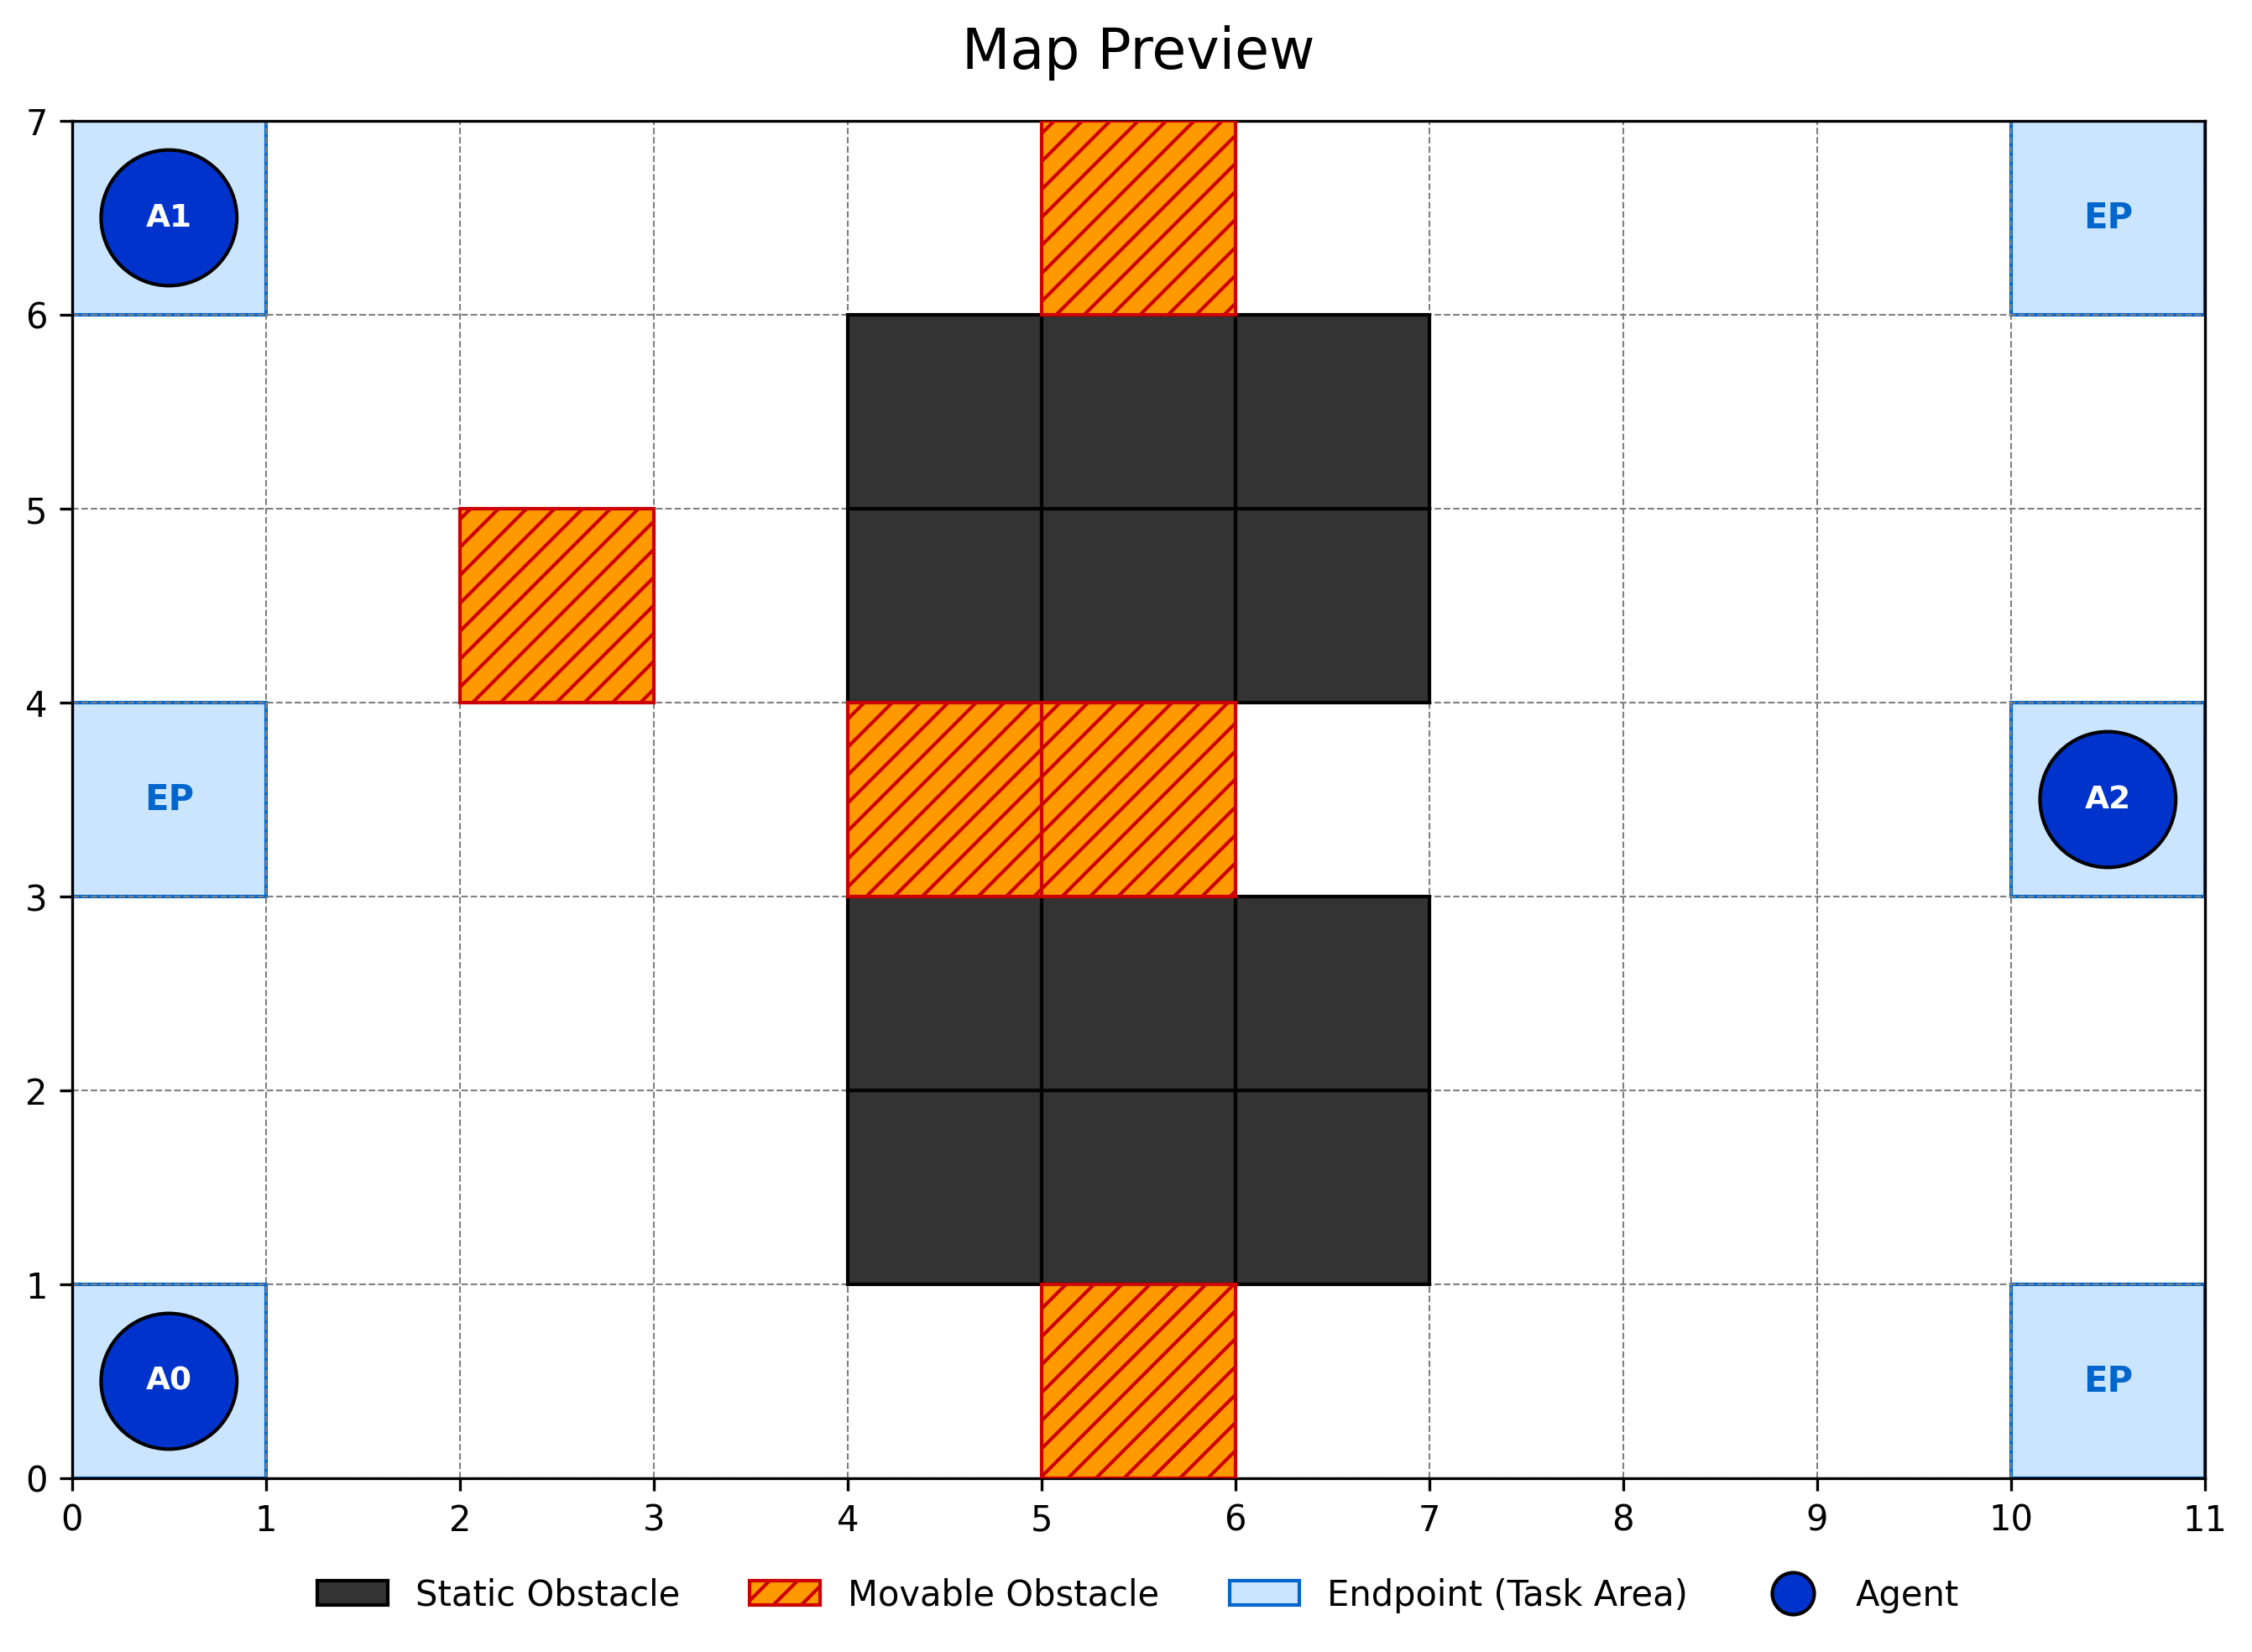 Map Preview
7
A1
EP
6
5
4
EP
A2
3
2
1
A0
EP
0
0 1 2 3 4 5 6 7 8 9 10 11
Static Obstacle Movable Obstacle Endpoint (Task Area) Agent